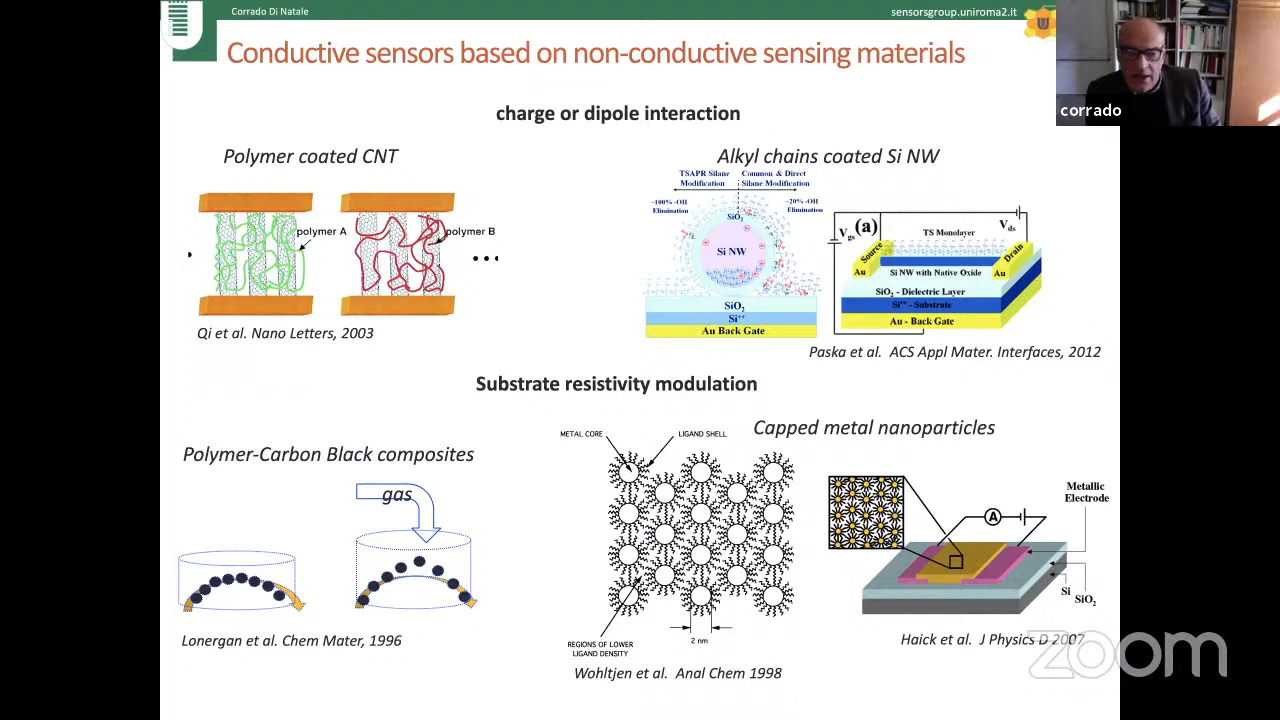 Corrado Di Natale
sensorsgroup.uniroma2.it
Conductive sensors based on non-conductive sensing materials
corrado
charge or dipole interaction
Polymer coated CNT
Alkyl chains coated Si NW
polymer A
polymer B
• • •
Qi et al. Nano Letters, 2003
TSAPR Silane
Modification
Common & Direct
Silane Modification
~100% -OH
Elimination
~20% -OH
Elimination
SiO2
Si NW
SiO2
Si++
Au Back Gate
Vgs
(a)
Vds
TS Monolayer
Source
Drain
Au
Si NW with Native Oxide
Au
SiO2 - Dielectric Layer
Si++ - Substrate
Au - Back Gate
Paska et al. ACS Appl Mater. Interfaces, 2012
Substrate resistivity modulation
Polymer-Carbon Black composites
gas
Lonergan et al. Chem Mater, 1996
METAL CORE
LIGAND SHELL
REGIONS OF LOWER
LIGAND DENSITY
2 nm
Wohltjen et al. Anal Chem 1998
Capped metal nanoparticles
Metallic
Electrode
A
Si
SiO2
Haick et al. J Physics D 2007
zoom